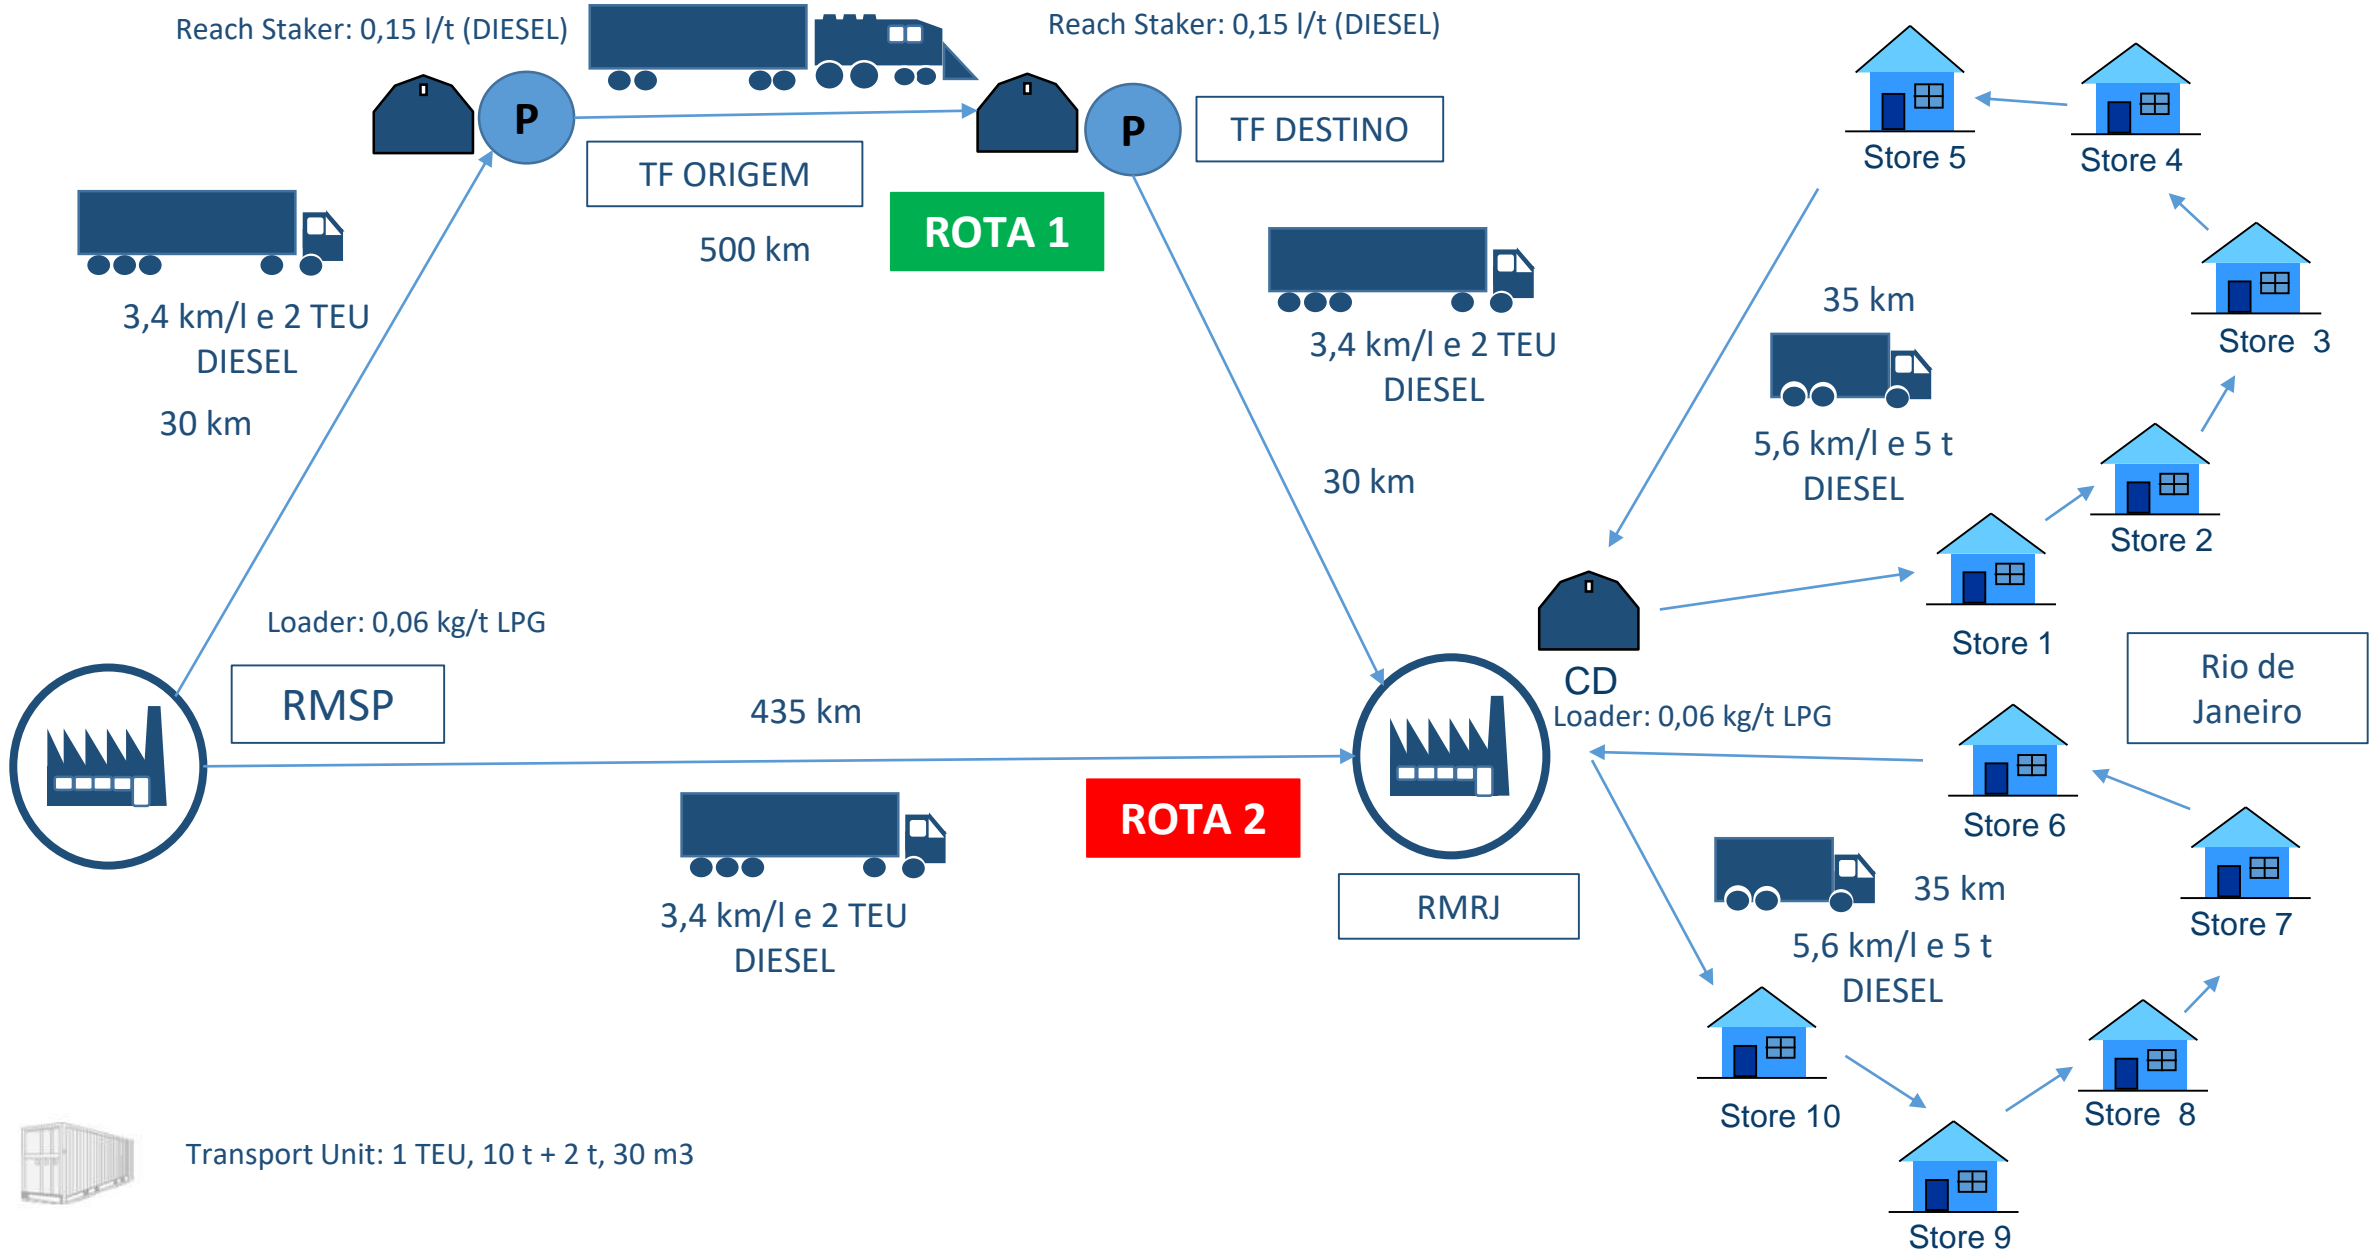 Reach Staker: 0,15 l/t (DIESEL)
Reach Staker: 0,15 l/t (DIESEL)
P
P
TF ORIGEM
TF DESTINO
500 km
ROTA 1
3,4 km/l e 2 TEU
DIESEL
30 km
3,4 km/l e 2 TEU
DIESEL
30 km
Store 5
Store 4
Store  3
Store 2
Store 1
35 km
5,6 km/l e 5 t
DIESEL
Loader: 0,06 kg/t LPG
RMSP
435 km
ROTA 2
3,4 km/l e 2 TEU
DIESEL
CD
Loader: 0,06 kg/t LPG
RMRJ
Rio de
Janeiro
Store 6
Store 7
35 km
5,6 km/l e 5 t
DIESEL
Store 10
Store  8
Store 9
Transport Unit: 1 TEU, 10 t + 2 t, 30 m3